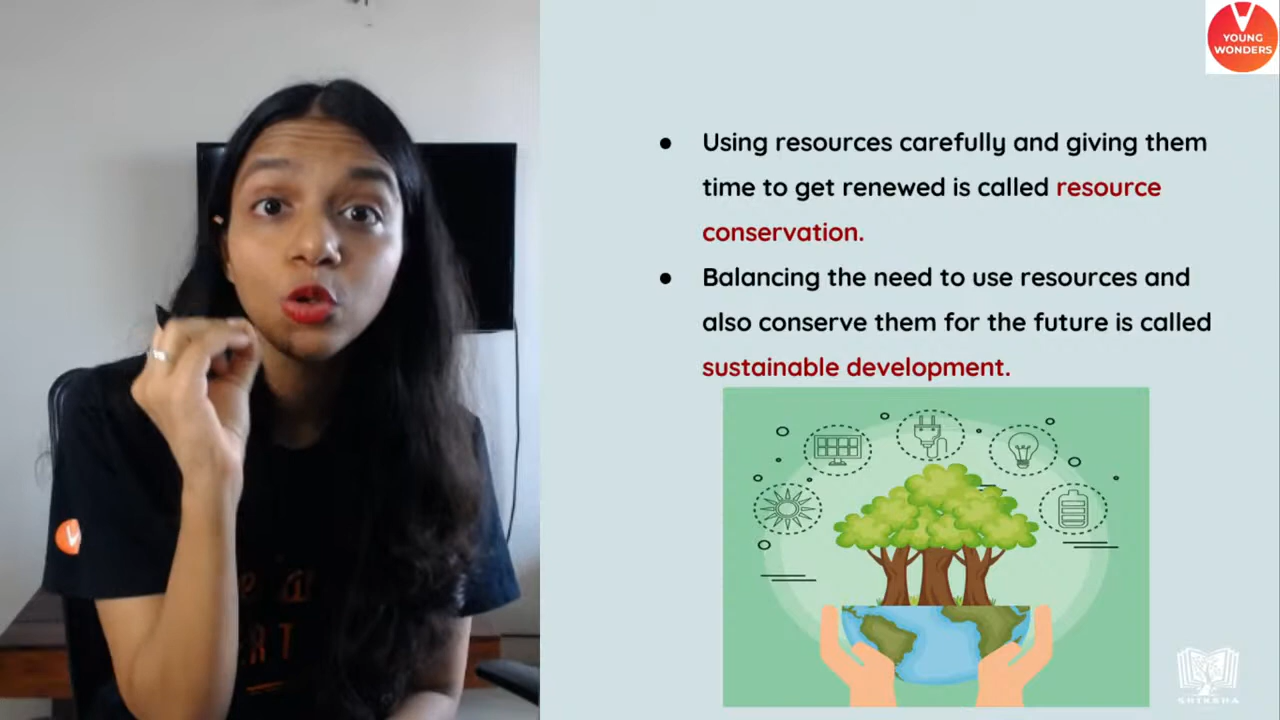 YOUNG
WONDERS
● Using resources carefully and giving them
time to get renewed is called resource
conservation.
● Balancing the need to use resources and
also conserve them for the future is called
sustainable development.
SHIKSHA